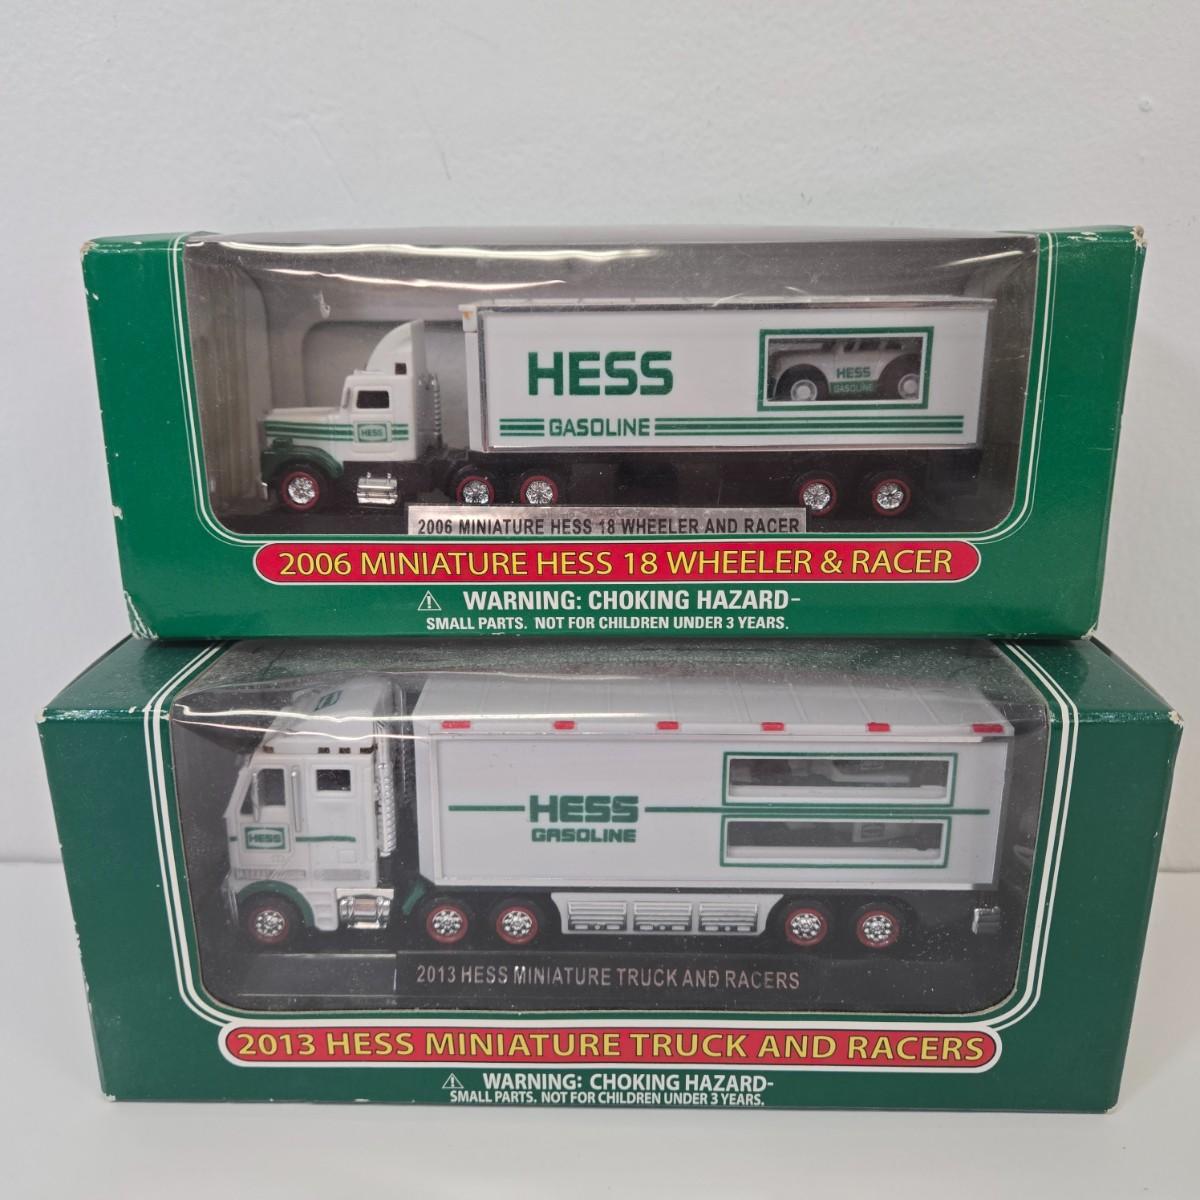 HESS
GASOLINE
HESS
GASOLINE
HESS
2006 MINIATURE HESS 18 WHEELER AND RACER
2006 MINIATURE HESS 18 WHEELER & RACER
WARNING: CHOKING HAZARD-
SMALL PARTS. NOT FOR CHILDREN UNDER 3 YEARS.
HESS
GASOLINE
HESS
2013 HESS MINIATURE TRUCK AND RACERS
2013 HESS MINIATURE TRUCK AND RACERS
WARNING: CHOKING HAZARD-
SMALL PARTS. NOT FOR CHILDREN UNDER 3 YEARS.